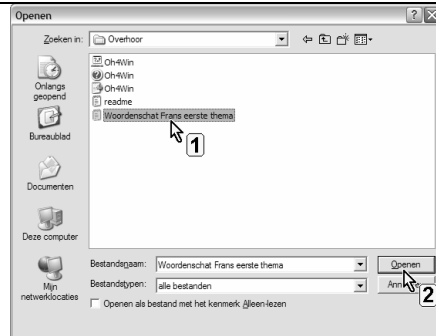 Openen
Zoeken in: Overhoor
Oh4Win
Oh4Win
Oh4Win
readme
Woordenschat Frans eerste thema
1
Onlangs
geopend
Bureaublad
Documenten
Deze computer
Mijn
netwerklocaties
Bestandsnaam: Woordenschat Frans eerste thema Openen
Bestandstypen: alle bestanden
2
Openen als bestand met het kenmerk Alleen-lezen